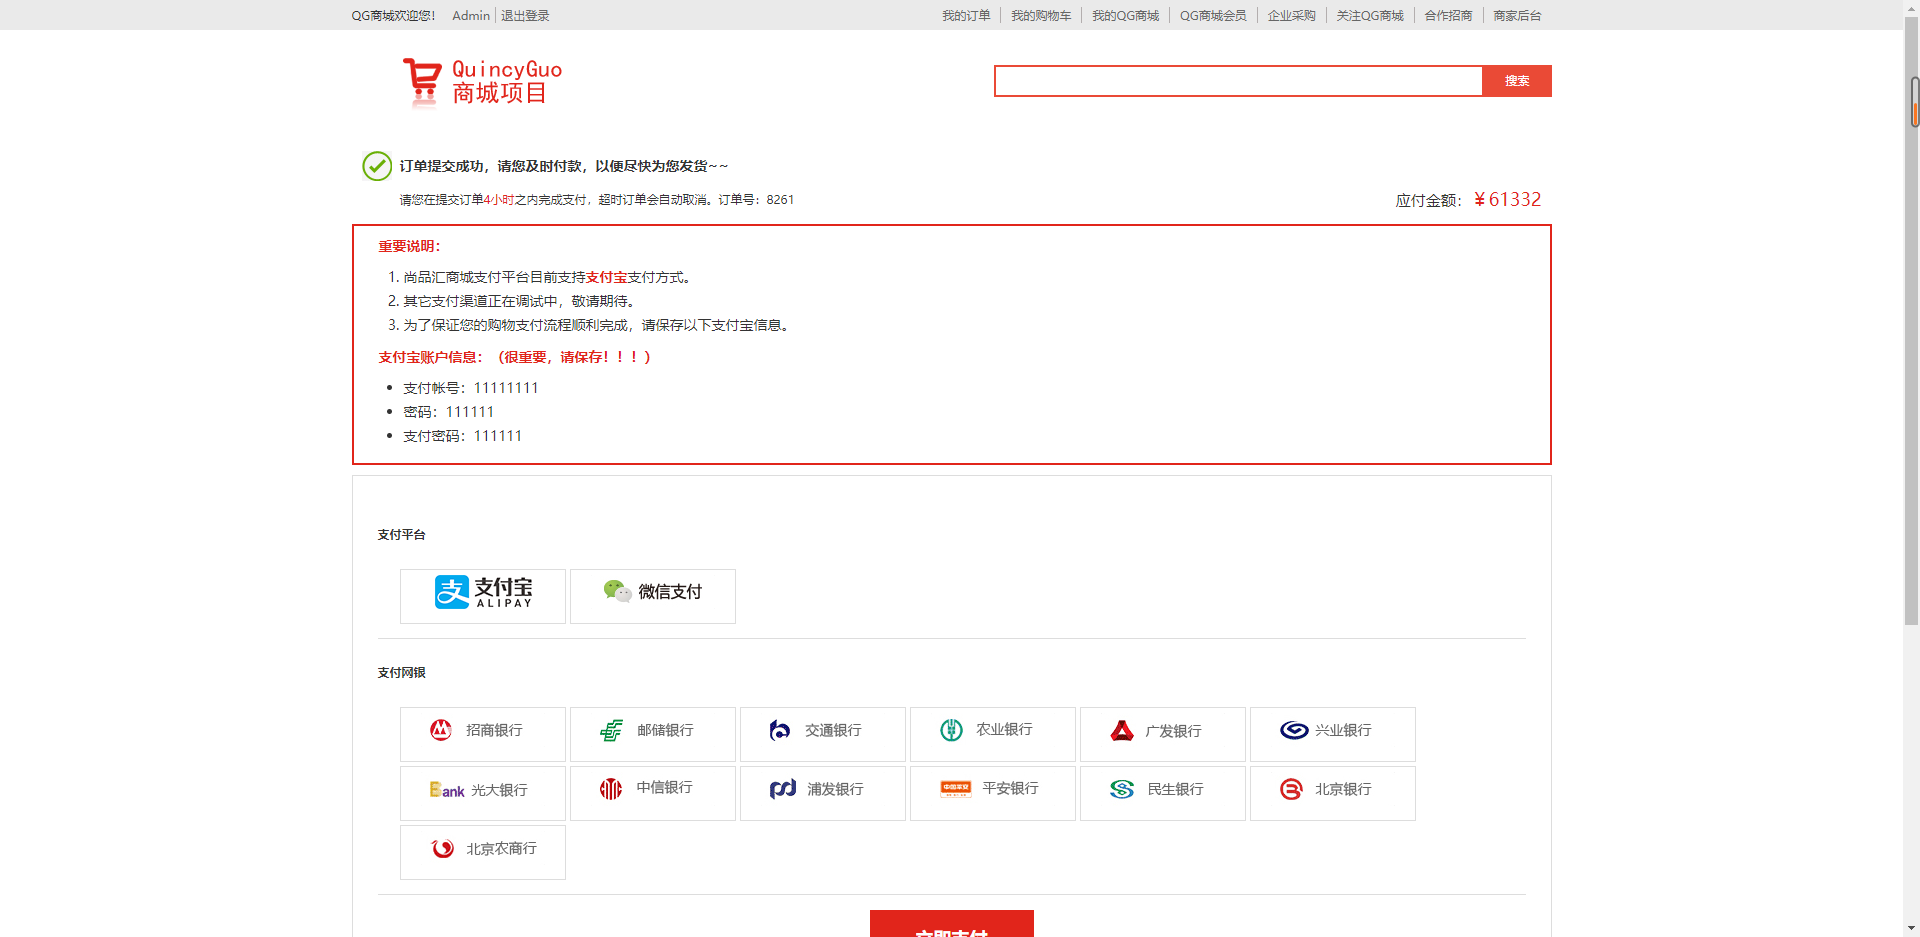 QG商城欢迎您！ Admin 退出登录 我的订单 我的购物车 我的QG商城 QG商城会员 企业采购 关注QG商城 合作招商 商家后台
QuincyGuo
商城项目
搜索
订单提交成功，请您及时付款，以便尽快为您发货~~
请您在提交订单4小时之内完成支付，超时订单会自动取消。订单号：8261 应付金额：￥61332
重要说明：
1. 尚品汇商城支付平台目前支持支付宝支付方式。
2. 其它支付渠道正在调试中，敬请期待。
3. 为了保证您的购物支付流程顺利完成，请保存以下支付宝信息。
支付宝账户信息：（很重要，请保存！！！）
支付帐号：11111111
密码：111111
支付密码：111111
支付平台
支付宝
ALIPAY
微信支付
支付网银
招商银行 邮储银行 交通银行 农业银行 广发银行 兴业银行
Bank 光大银行 中信银行 浦发银行 中国平安 平安银行 民生银行 北京银行
北京农商行
立即支付